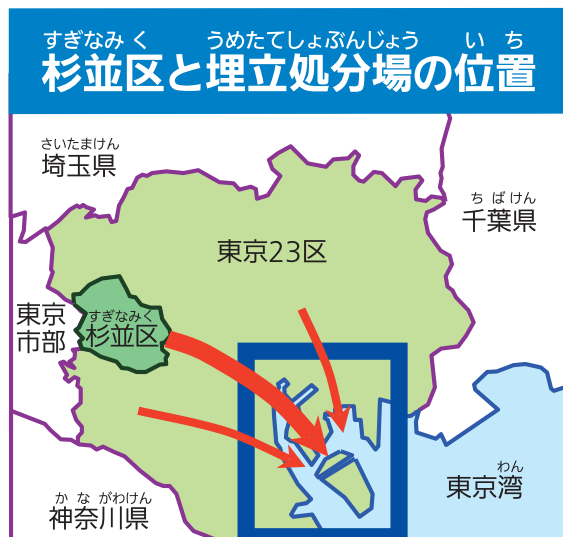 すぎなみく うめたてしょぶんじょう いち
杉並区と埋立処分場の位置
さいたまけん
埼玉県
ちばけん
千葉県
東京23区
東京
市部
すぎなみく
杉並区
わん
東京湾
かながわけん
神奈川県